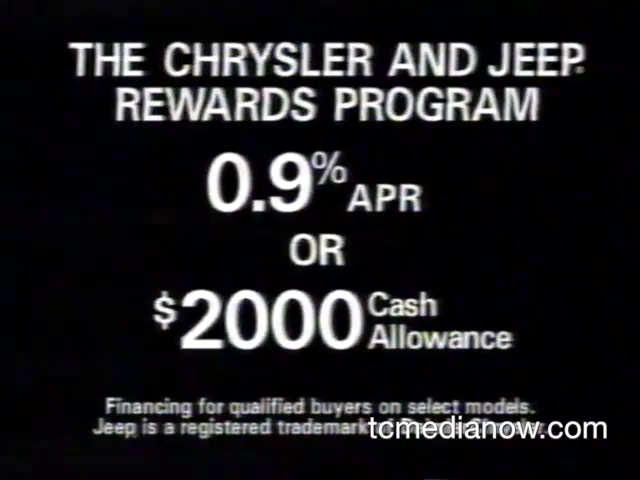 THE CHRYSLER AND JEEP®
REWARDS PROGRAM
0.9% APR
OR
$2000 Cash
Allowance
Financing for qualified buyers on select models.
Jeep is a registered trademark
tcmedianow.com